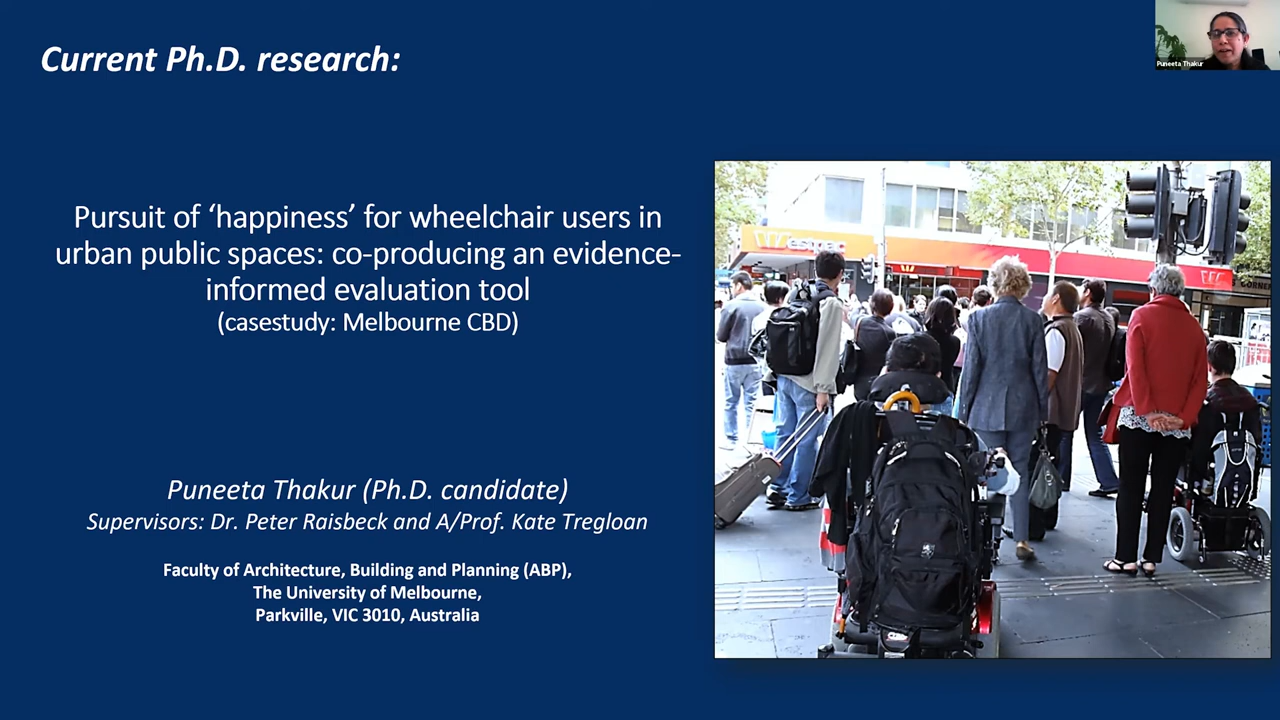 Current Ph.D. research:
Puneeta Thakur
Pursuit of ‘happiness’ for wheelchair users in
urban public spaces: co-producing an evidence-
informed evaluation tool
(casestudy: Melbourne CBD)
Westpac
CORNER
Puneeta Thakur (Ph.D. candidate)
Supervisors: Dr. Peter Raisbeck and A/Prof. Kate Tregloan
Faculty of Architecture, Building and Planning (ABP),
The University of Melbourne,
Parkville, VIC 3010, Australia